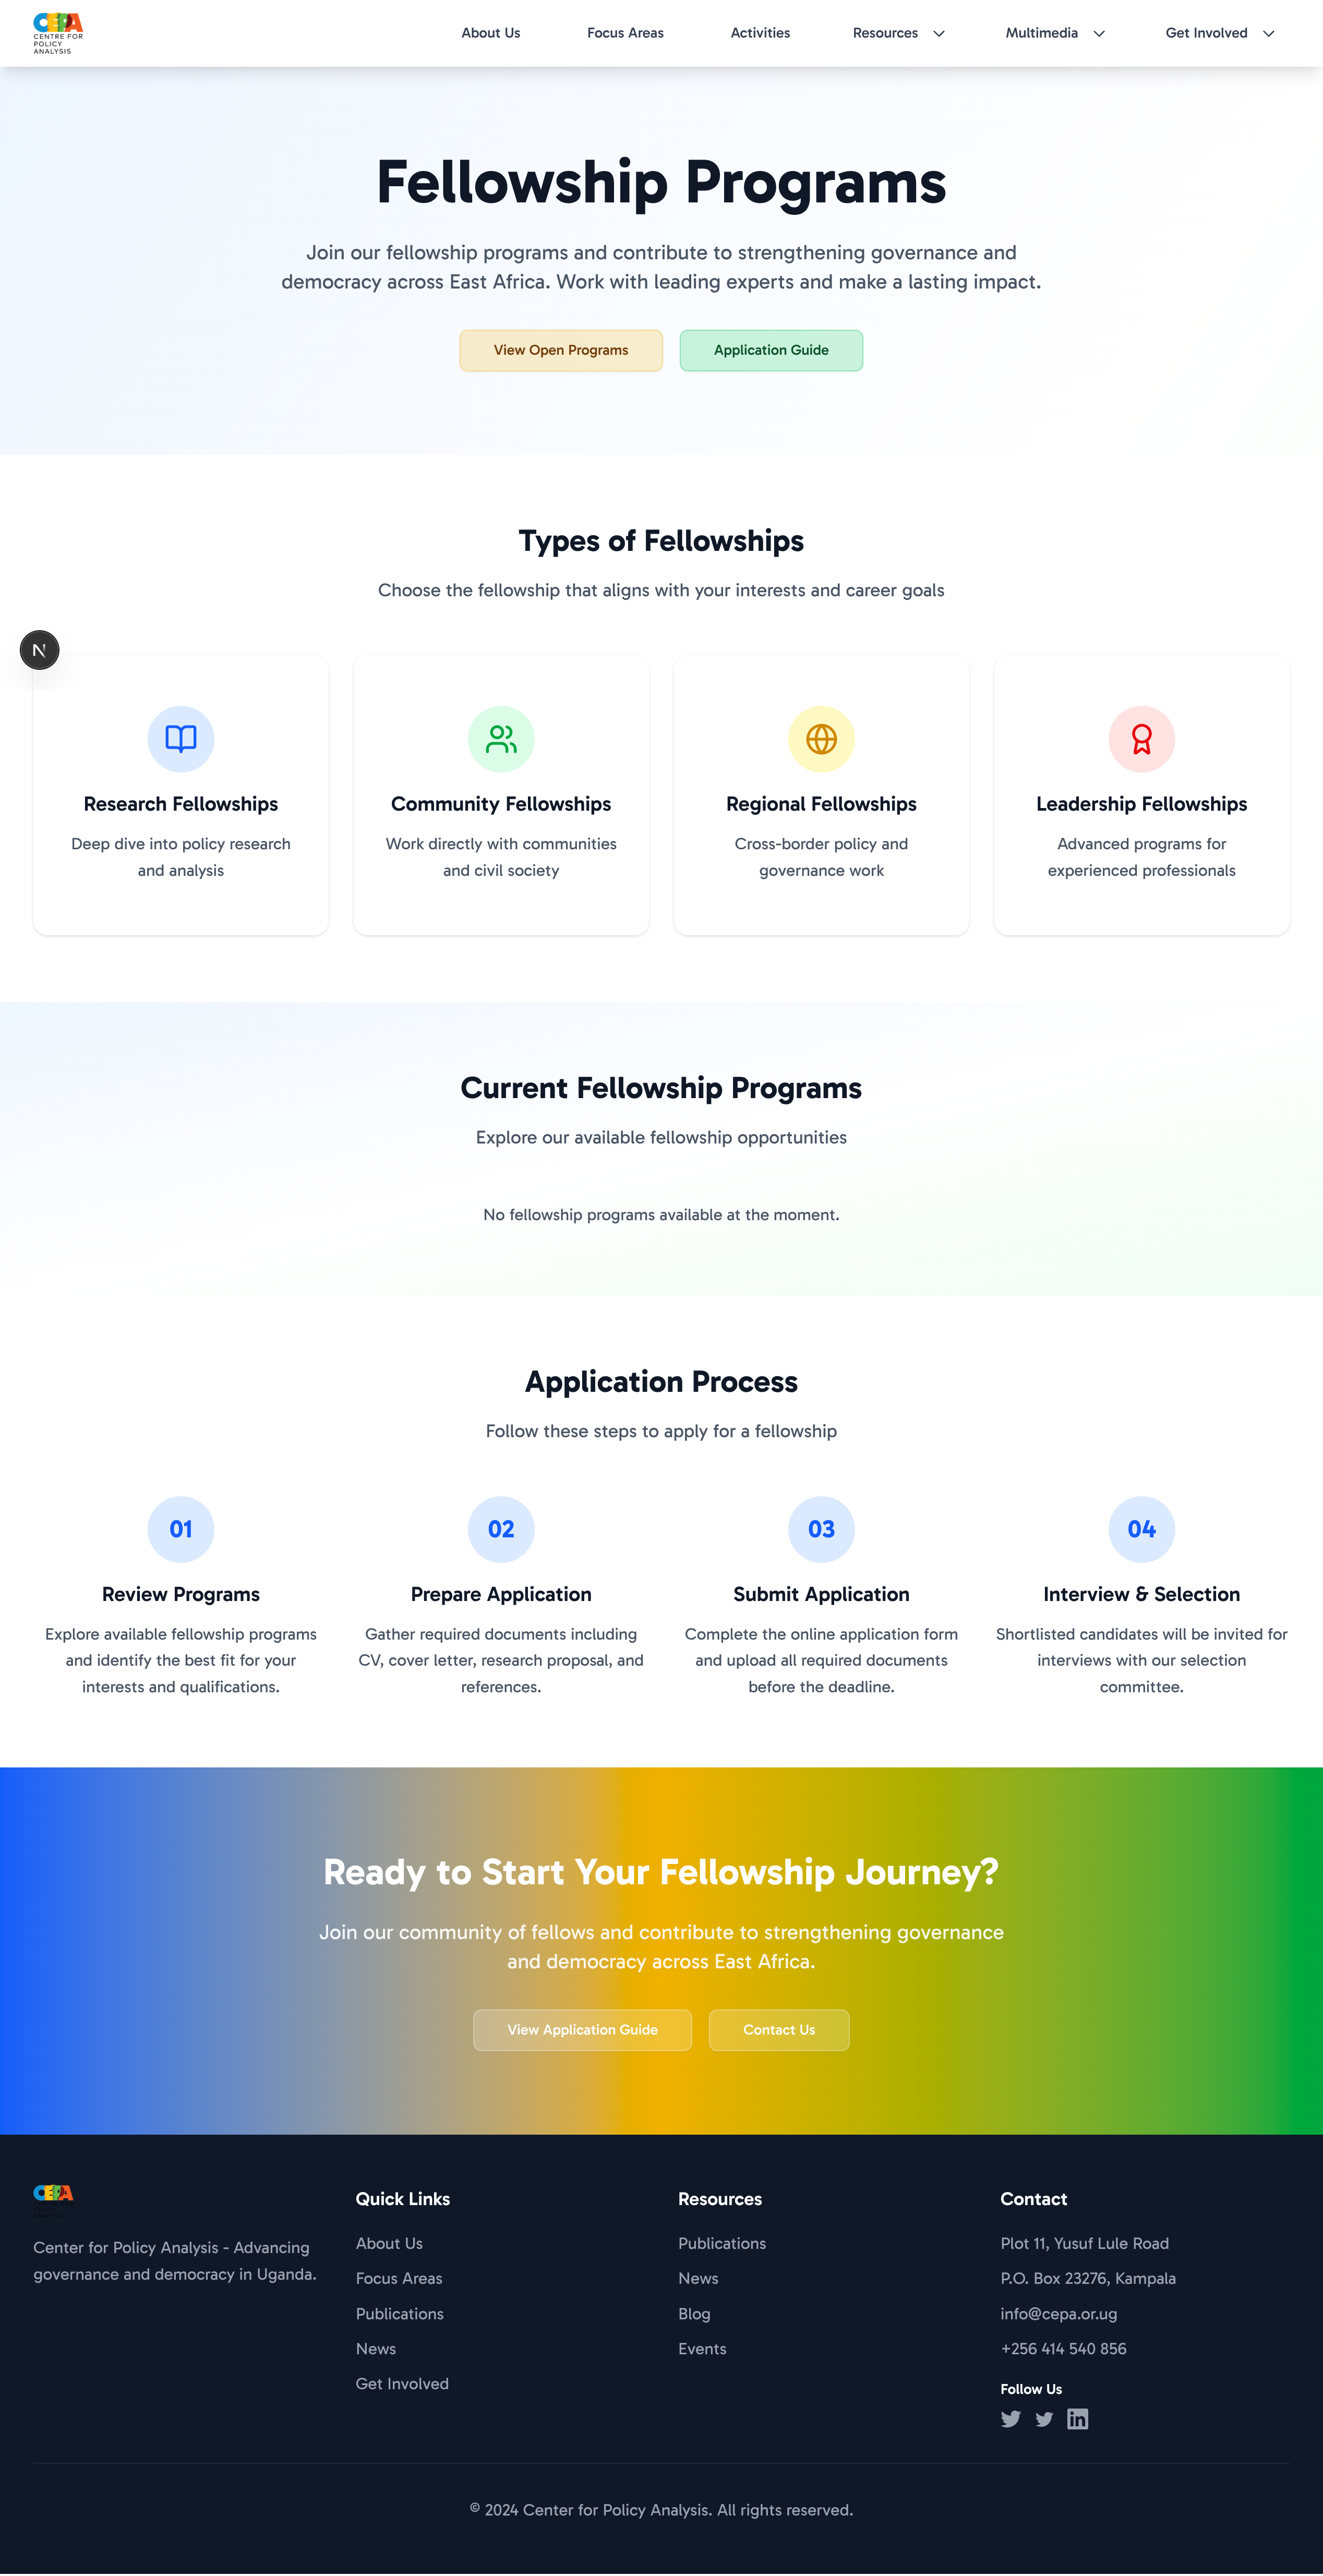 CEPA
CENTRE FOR
POLICY
ANALYSIS
About Us
Focus Areas
Activities
Resources
Multimedia
Get Involved
Fellowship Programs
Join our fellowship programs and contribute to strengthening governance and
democracy across East Africa. Work with leading experts and make a lasting impact.
View Open Programs
Application Guide
Types of Fellowships
Choose the fellowship that aligns with your interests and career goals
N
Research Fellowships
Deep dive into policy research
and analysis
Community Fellowships
Work directly with communities
and civil society
Regional Fellowships
Cross-border policy and
governance work
Leadership Fellowships
Advanced programs for
experienced professionals
Current Fellowship Programs
Explore our available fellowship opportunities
No fellowship programs available at the moment.
Application Process
Follow these steps to apply for a fellowship
01
Review Programs
Explore available fellowship programs
and identify the best fit for your
interests and qualifications.
02
Prepare Application
Gather required documents including
CV, cover letter, research proposal, and
references.
03
Submit Application
Complete the online application form
and upload all required documents
before the deadline.
04
Interview & Selection
Shortlisted candidates will be invited for
interviews with our selection
committee.
Ready to Start Your Fellowship Journey?
Join our community of fellows and contribute to strengthening governance
and democracy across East Africa.
View Application Guide
Contact Us
CEPA
Center for Policy Analysis - Advancing
governance and democracy in Uganda.
Quick Links
About Us
Focus Areas
Publications
News
Get Involved
Resources
Publications
News
Blog
Events
Contact
Plot 11, Yusuf Lule Road
P.O. Box 23276, Kampala
info@cepa.or.ug
+256 414 540 856
Follow Us
in
© 2024 Center for Policy Analysis. All rights reserved.